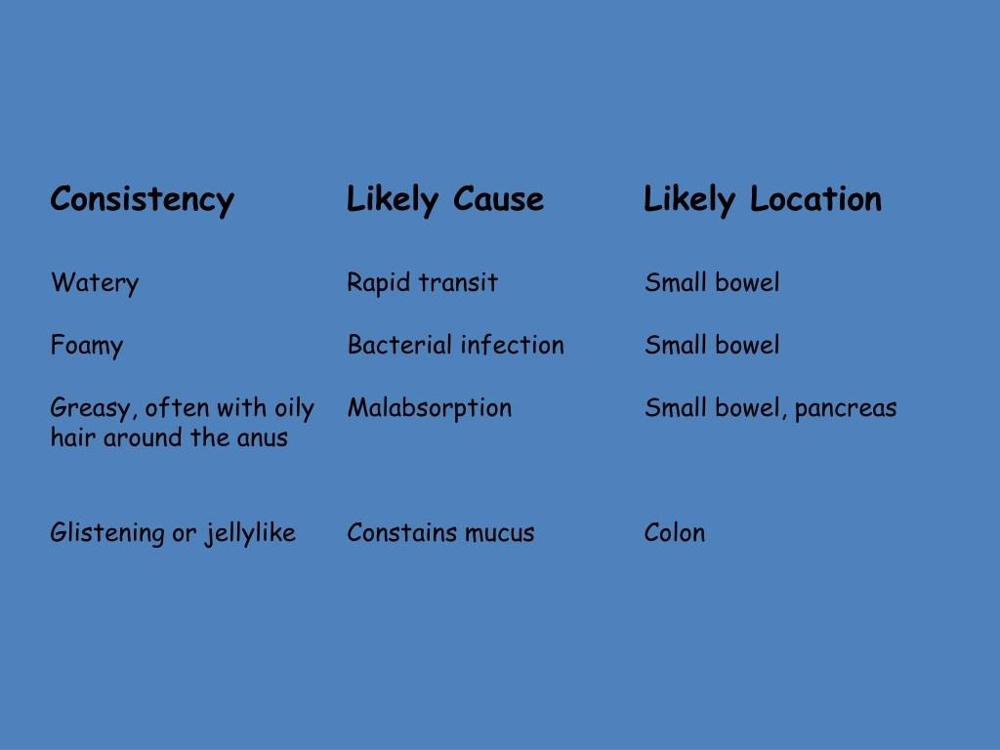 Consistency Likely Cause Likely Location
Watery Rapid transit Small bowel
Foamy Bacterial infection Small bowel
Greasy, often with oily Malabsorption Small bowel, pancreas
hair around the anus
Glistening or jellylike Constains mucus Colon